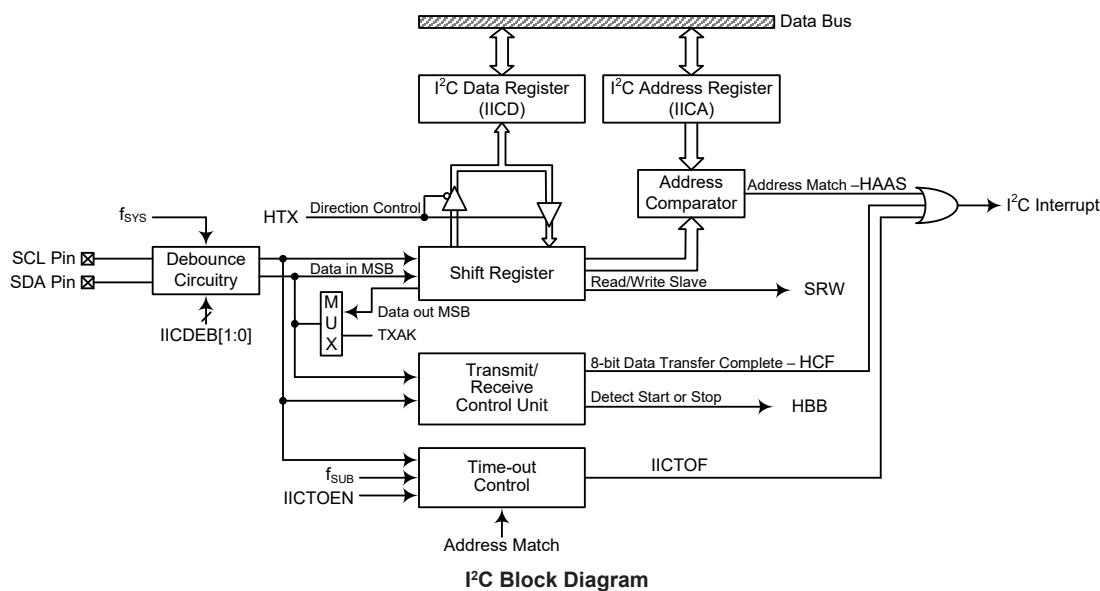 Data Bus
I²C Data Register
(IICD)
I²C Address Register
(IICA)
Address
Comparator
Address Match –HAAS
I²C Interrupt
HTX
Direction Control
fSYS
SCL Pin
SDA Pin
Debounce
Circuitry
IICDEB[1:0]
Data in MSB
Shift Register
Read/Write Slave
SRW
M
U
X
Data out MSB
TXAK
Transmit/
Receive
Control Unit
8-bit Data Transfer Complete – HCF
Detect Start or Stop
HBB
Time-out
Control
fSUB
IICTOEN
IICTOF
Address Match
I²C Block Diagram